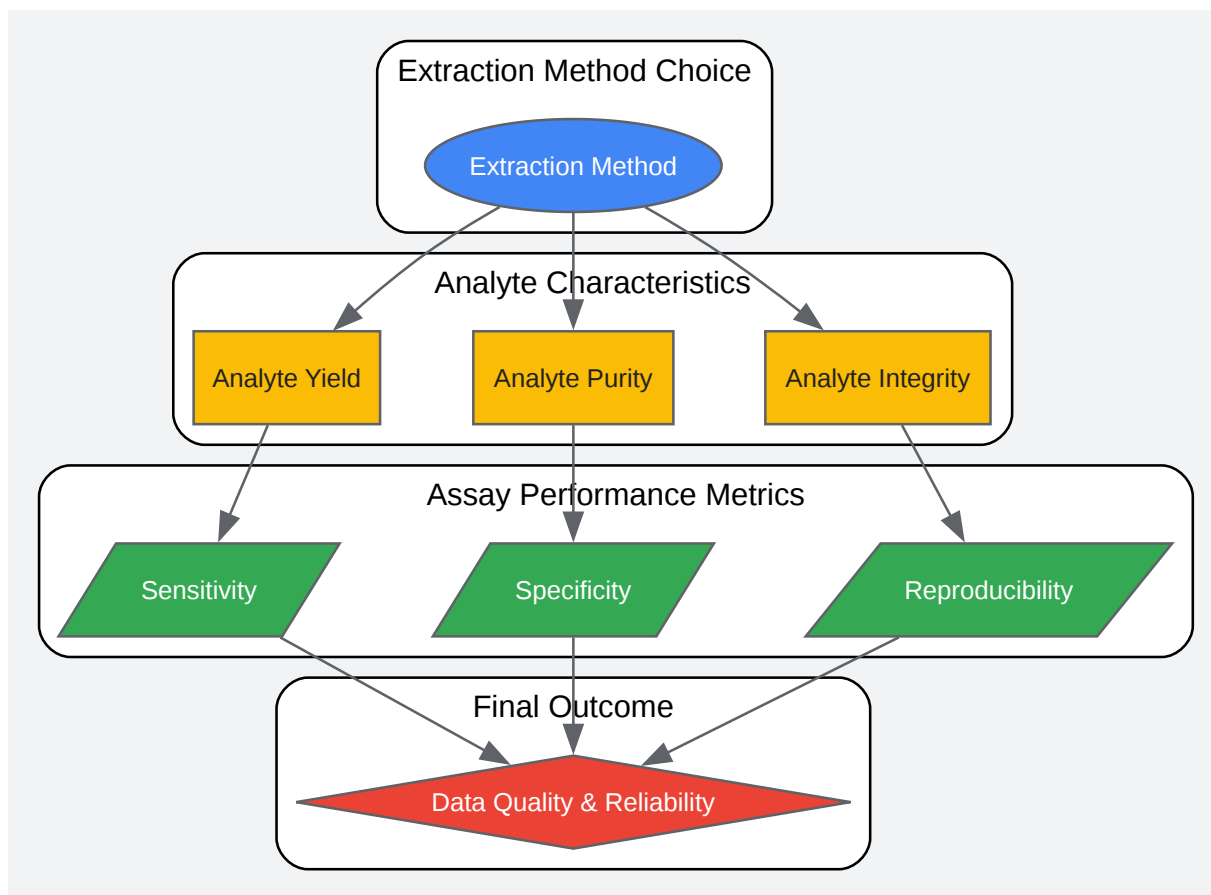 Extraction Method Choice
Extraction Method
Analyte Characteristics
Analyte Yield
Analyte Purity
Analyte Integrity
Assay Performance Metrics
Sensitivity
Specificity
Reproducibility
Final Outcome
Data Quality & Reliability